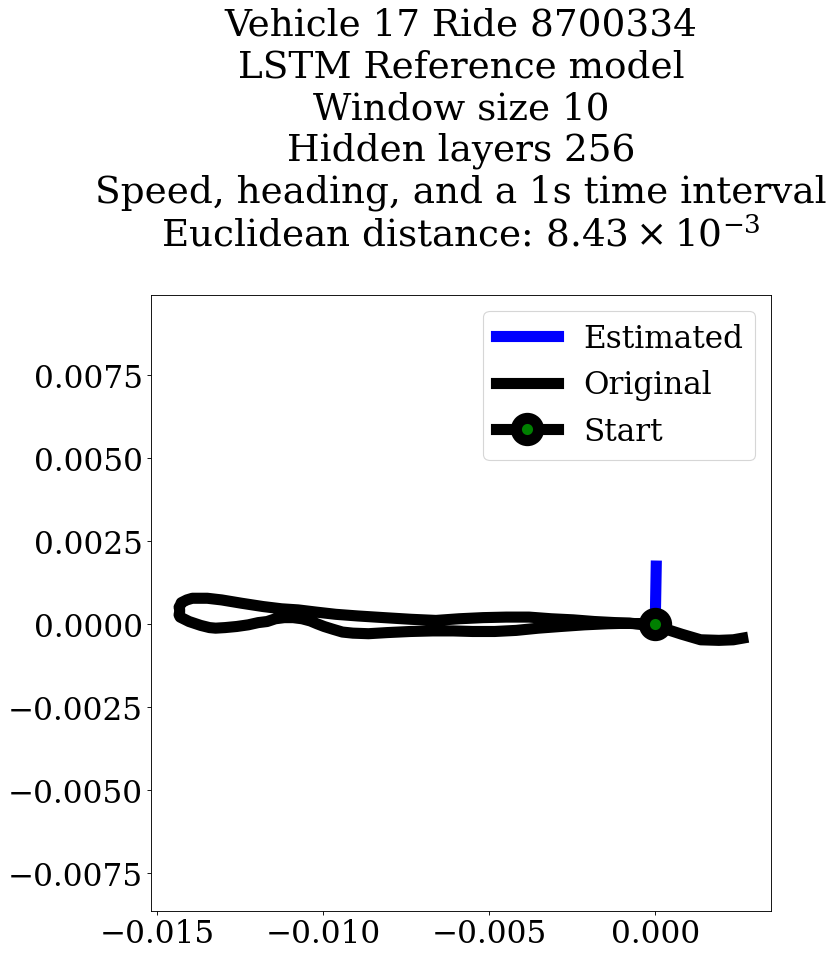 Vehicle 17 Ride 8700334
LSTM Reference model
Window size 10
Hidden layers 256
Speed, heading, and a 1s time interval
Euclidean distance: 8.43 × 10⁻³
Estimated
Original
Start
0.0075
0.0050
0.0025
0.0000
−0.0025
−0.0050
−0.0075
−0.015 −0.010 −0.005 0.000